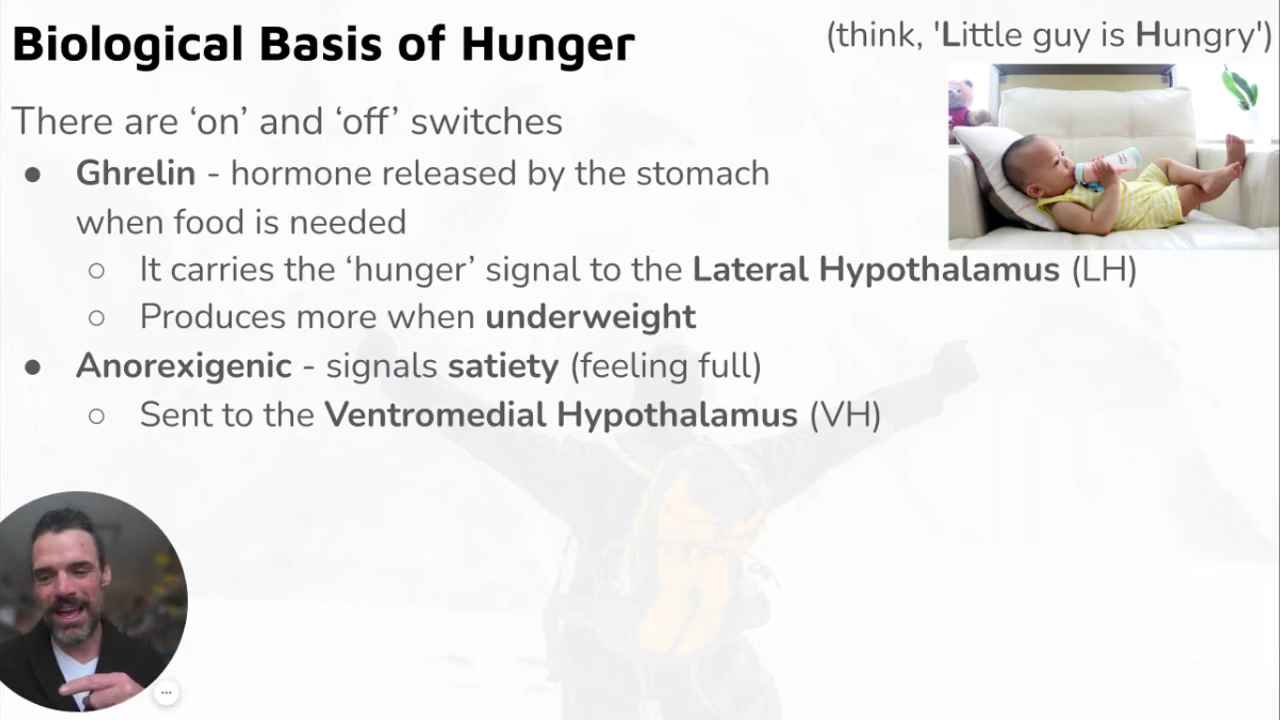 Biological Basis of Hunger
(think, 'Little guy is Hungry')
There are ‘on’ and ‘off’ switches
● Ghrelin - hormone released by the stomach
when food is needed
○ It carries the ‘hunger’ signal to the Lateral Hypothalamus (LH)
○ Produces more when underweight
● Anorexigenic - signals satiety (feeling full)
○ Sent to the Ventromedial Hypothalamus (VH)